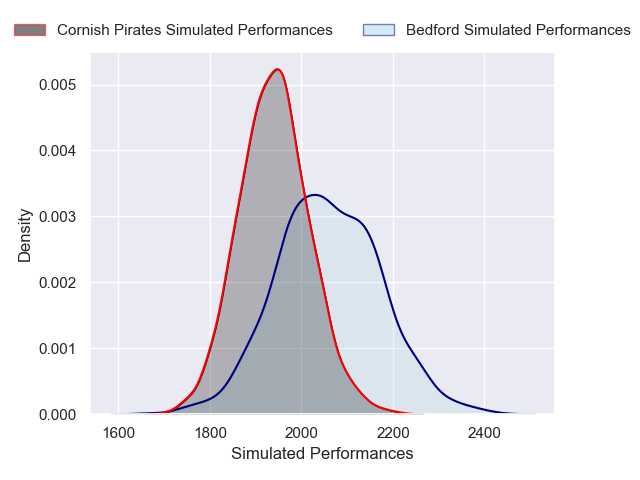 Cornish Pirates Simulated Performances
Bedford Simulated Performances
0.005
0.004
0.003
0.002
0.001
0.000
Density
1600 1800 2000 2200 2400
Simulated Performances